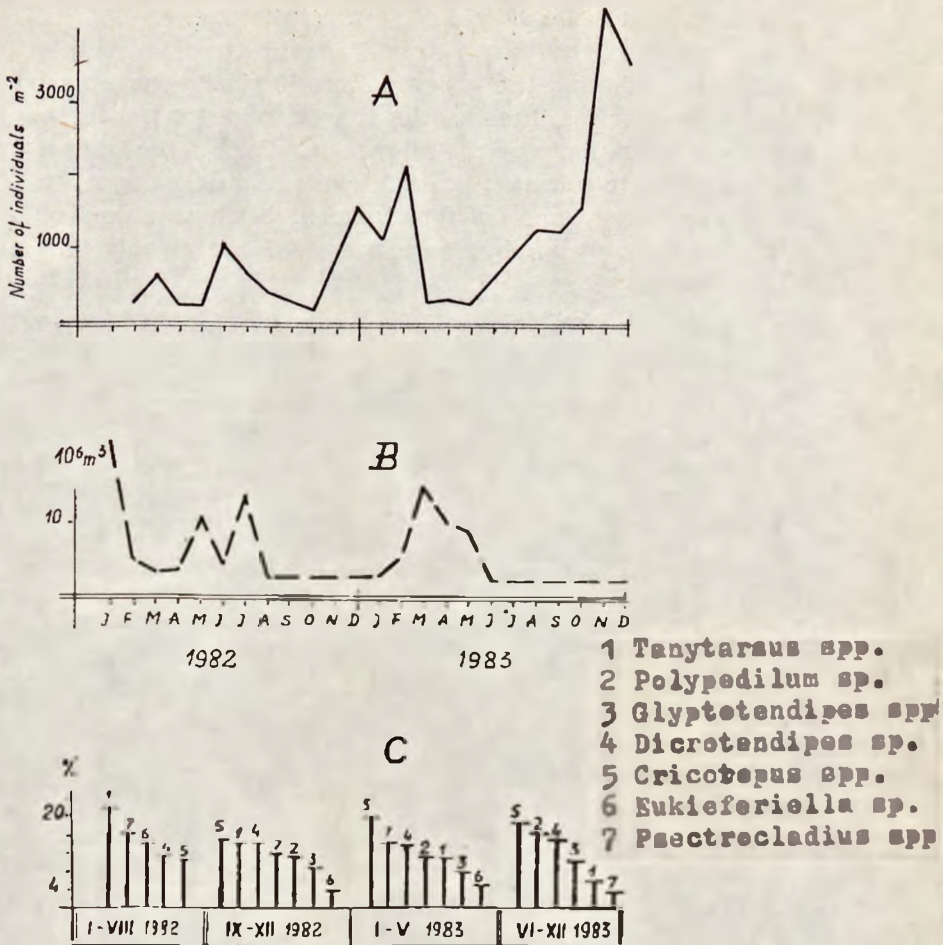 A
Number of individuals m⁻²
3000
1000
B
10⁶m³
10
J F M A M J J A S O N D J F M A M J J A S O N D
1982 1983
1 Tanytarsus spp.
2 Polypedilum sp.
3 Glyptotendipes spp
4 Dicrotendipes sp.
5 Cricotopus spp.
6 Eukieferiella sp.
7 Psectrocladius spp
C
%
20
4
1 7 6 4 5
5 1 4 7 2 3 6
5 7 4 2 1 3 6
5 2 4 3 1 7
I-VIII 1982 IX-XII 1982 I-V 1983 VI-XII 1983